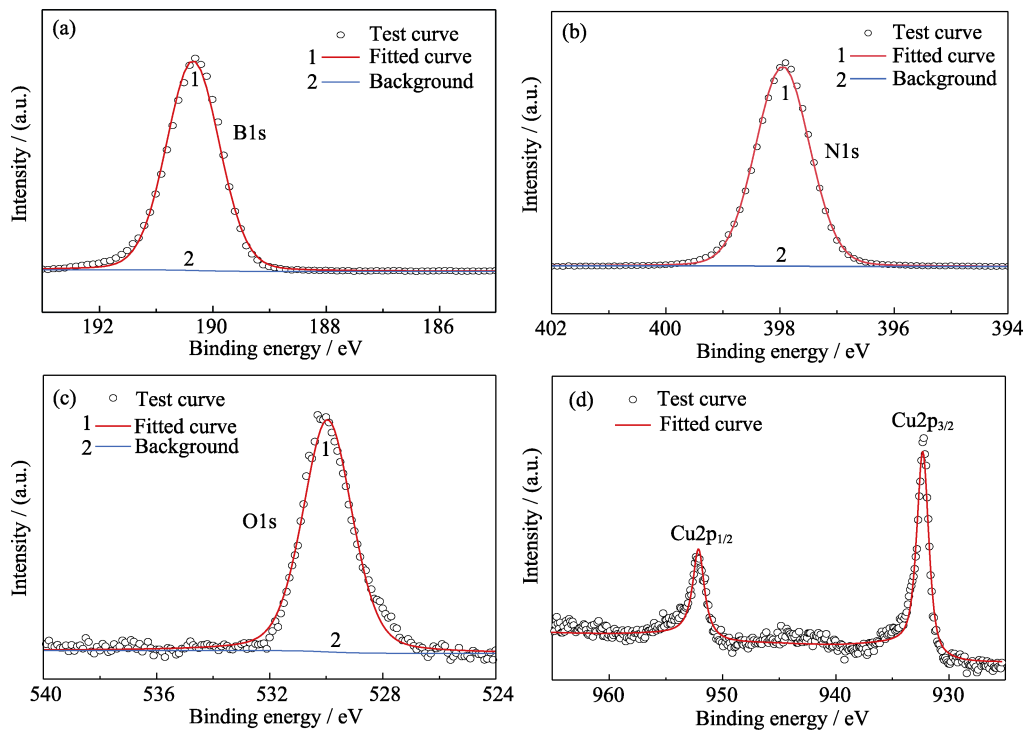 (a)
Test curve
1 Fitted curve
2 Background
1
B1s
2
Intensity / (a.u.)
192 190 188 186
Binding energy / eV
(b)
Test curve
1 Fitted curve
2 Background
1
N1s
2
Intensity / (a.u.)
402 400 398 396 394
Binding energy / eV
(c)
Test curve
1 Fitted curve
2 Background
1
O1s
2
Intensity / (a.u.)
540 536 532 528 524
Binding energy / eV
(d)
Test curve
Fitted curve
Cu2p3/2
Cu2p1/2
Intensity / (a.u.)
960 950 940 930
Binding energy / eV